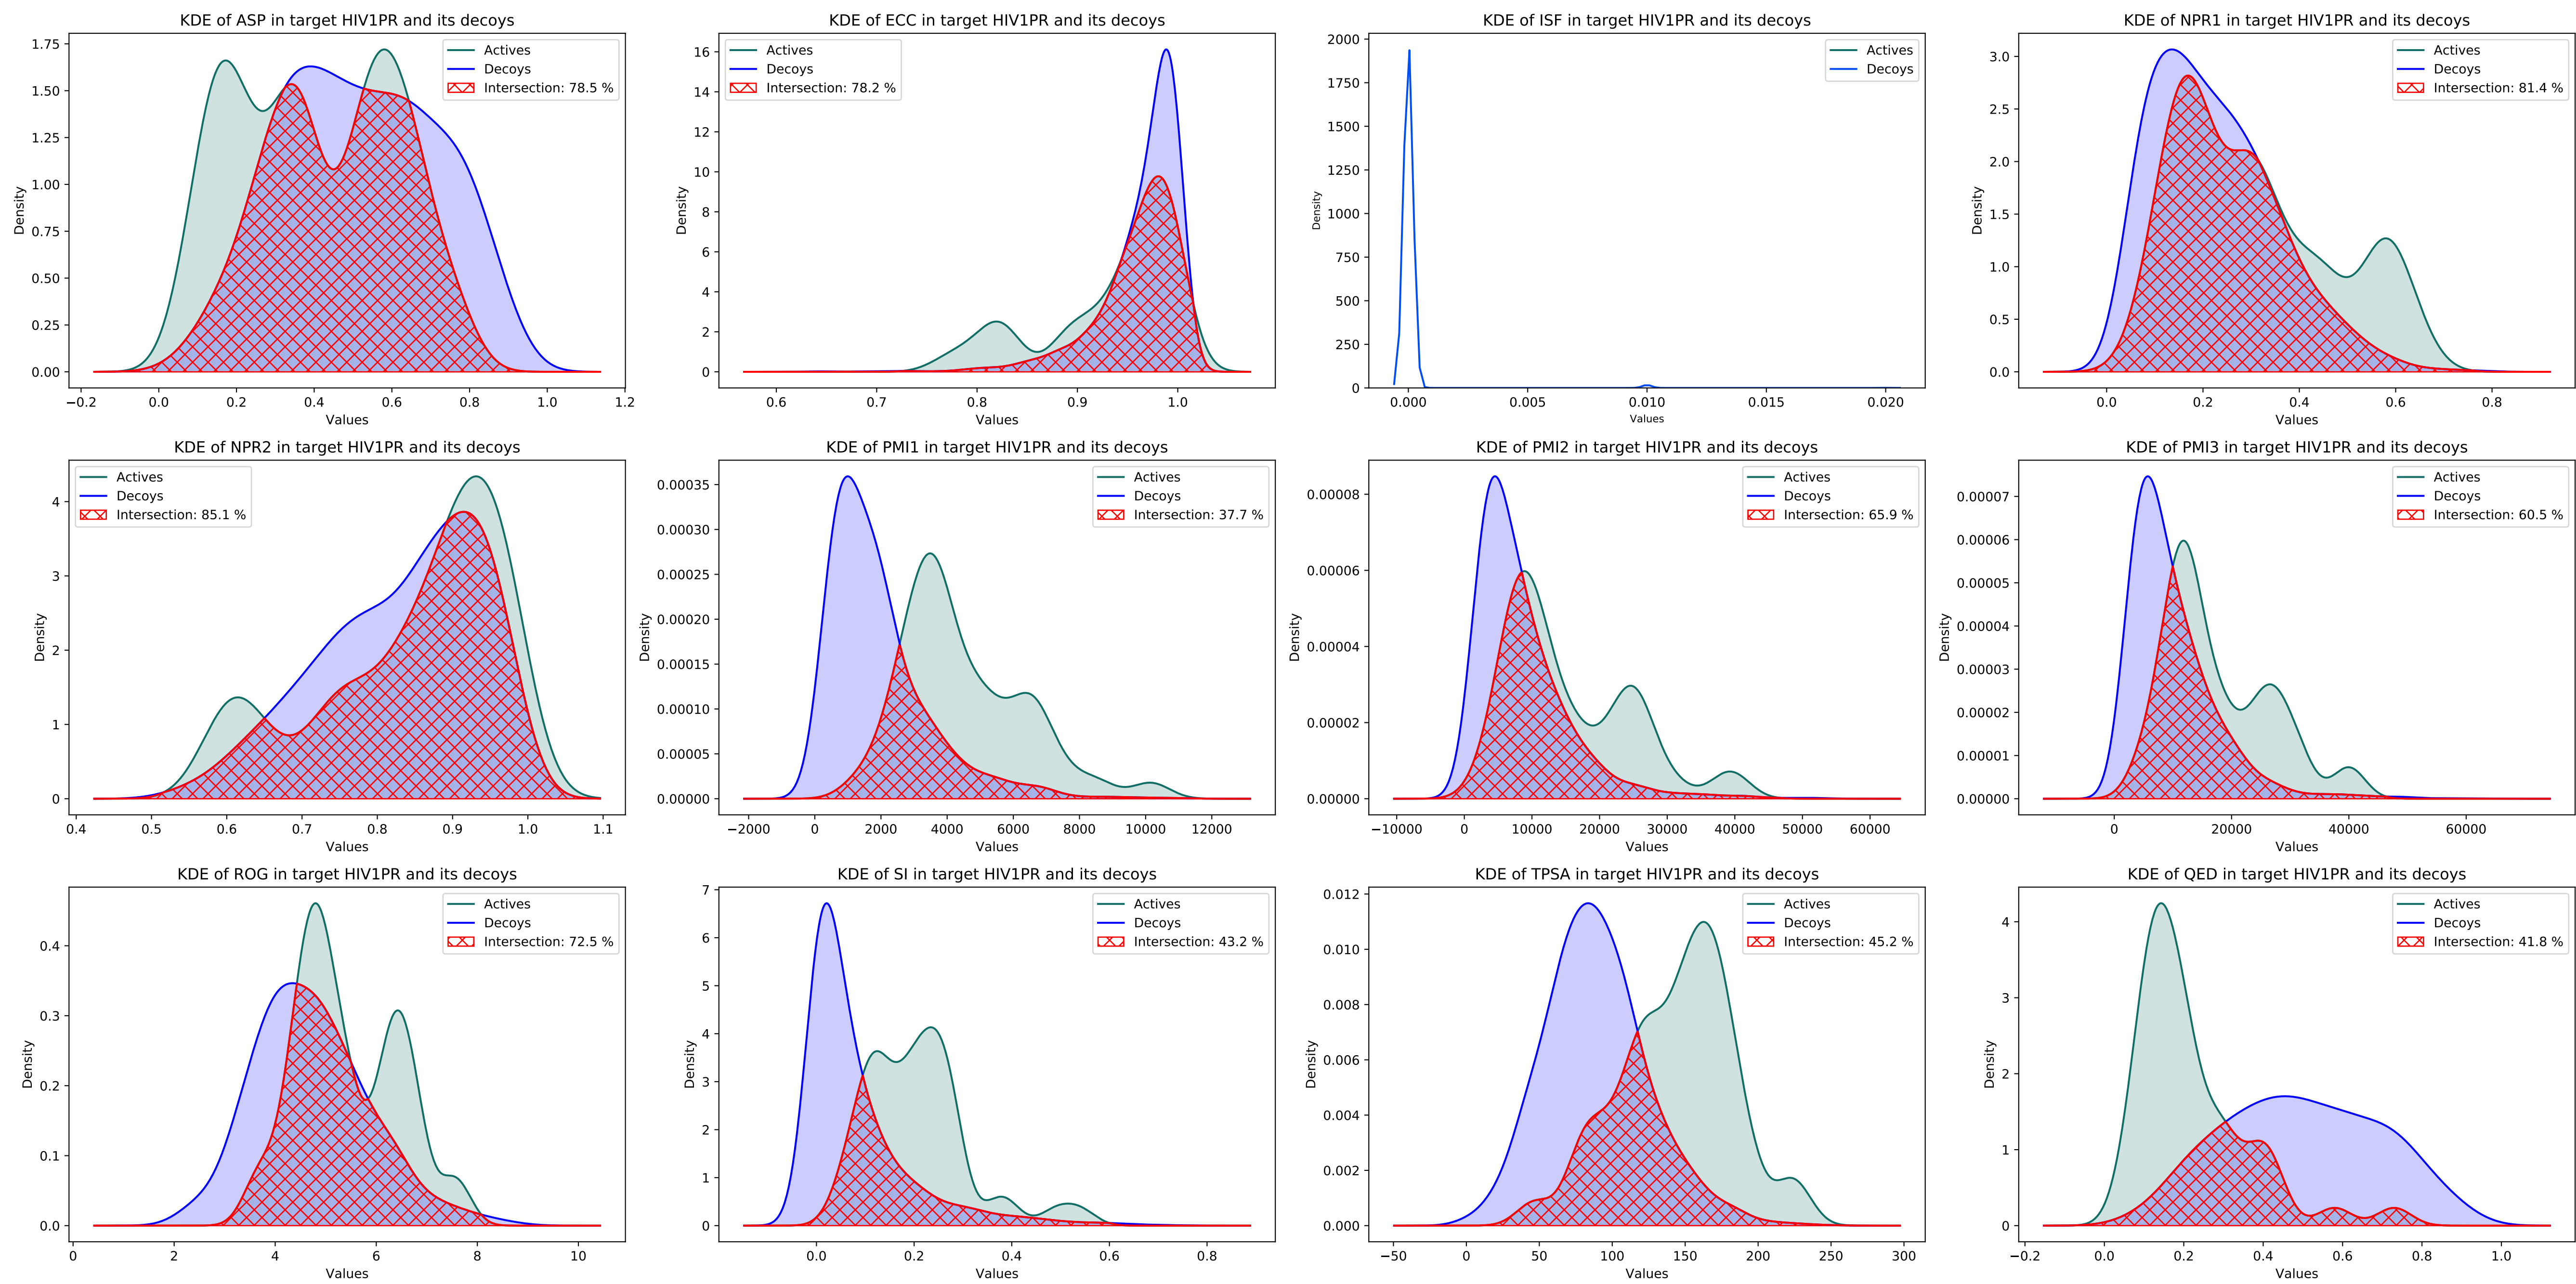 KDE of ASP in target HIV1PR and its decoys
Density
1.75
1.50
1.25
1.00
0.75
0.50
0.25
0.00
Actives
Decoys
Intersection: 78.5 %
−0.2 0.0 0.2 0.4 0.6 0.8 1.0 1.2
Values
KDE of ECC in target HIV1PR and its decoys
Density
16
14
12
10
8
6
4
2
0
Actives
Decoys
Intersection: 78.2 %
0.6 0.7 0.8 0.9 1.0
Values
KDE of ISF in target HIV1PR and its decoys
Density
2000
1750
1500
1250
1000
750
500
250
0
Actives
Decoys
0.000 0.005 0.010 0.015 0.020
Values
KDE of NPR1 in target HIV1PR and its decoys
Density
3.0
2.5
2.0
1.5
1.0
0.5
0.0
Actives
Decoys
Intersection: 81.4 %
0.0 0.2 0.4 0.6 0.8
Values
KDE of NPR2 in target HIV1PR and its decoys
Density
4
3
2
1
0
Actives
Decoys
Intersection: 85.1 %
0.4 0.5 0.6 0.7 0.8 0.9 1.0 1.1
Values
KDE of PMI1 in target HIV1PR and its decoys
Density
0.00035
0.00030
0.00025
0.00020
0.00015
0.00010
0.00005
0.00000
Actives
Decoys
Intersection: 37.7 %
−2000 0 2000 4000 6000 8000 10000 12000
Values
KDE of PMI2 in target HIV1PR and its decoys
Density
0.00008
0.00006
0.00004
0.00002
0.00000
Actives
Decoys
Intersection: 65.9 %
−10000 0 10000 20000 30000 40000 50000 60000
Values
KDE of PMI3 in target HIV1PR and its decoys
Density
0.00007
0.00006
0.00005
0.00004
0.00003
0.00002
0.00001
0.00000
Actives
Decoys
Intersection: 60.5 %
0 20000 40000 60000
Values
KDE of ROG in target HIV1PR and its decoys
Density
0.4
0.3
0.2
0.1
0.0
Actives
Decoys
Intersection: 72.5 %
0 2 4 6 8 10
Values
KDE of SI in target HIV1PR and its decoys
Density
7
6
5
4
3
2
1
0
Actives
Decoys
Intersection: 43.2 %
0.0 0.2 0.4 0.6 0.8
Values
KDE of TPSA in target HIV1PR and its decoys
Density
0.012
0.010
0.008
0.006
0.004
0.002
0.000
Actives
Decoys
Intersection: 45.2 %
−50 0 50 100 150 200 250 300
Values
KDE of QED in target HIV1PR and its decoys
Density
4
3
2
1
0
Actives
Decoys
Intersection: 41.8 %
−0.2 0.0 0.2 0.4 0.6 0.8 1.0
Values